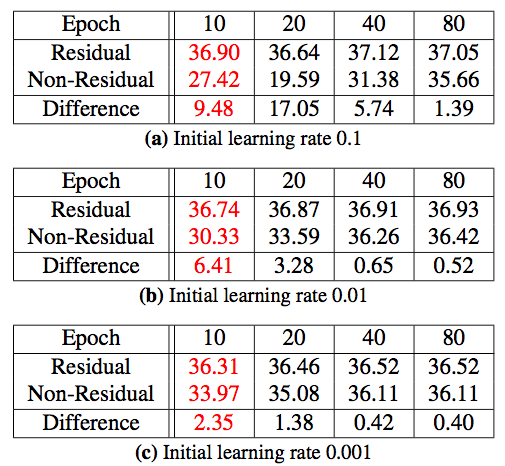 Epoch 10 20 40 80
Residual 36.90 36.64 37.12 37.05
Non-Residual 27.42 19.59 31.38 35.66
Difference 9.48 17.05 5.74 1.39
(a) Initial learning rate 0.1
Epoch 10 20 40 80
Residual 36.74 36.87 36.91 36.93
Non-Residual 30.33 33.59 36.26 36.42
Difference 6.41 3.28 0.65 0.52
(b) Initial learning rate 0.01
Epoch 10 20 40 80
Residual 36.31 36.46 36.52 36.52
Non-Residual 33.97 35.08 36.11 36.11
Difference 2.35 1.38 0.42 0.40
(c) Initial learning rate 0.001